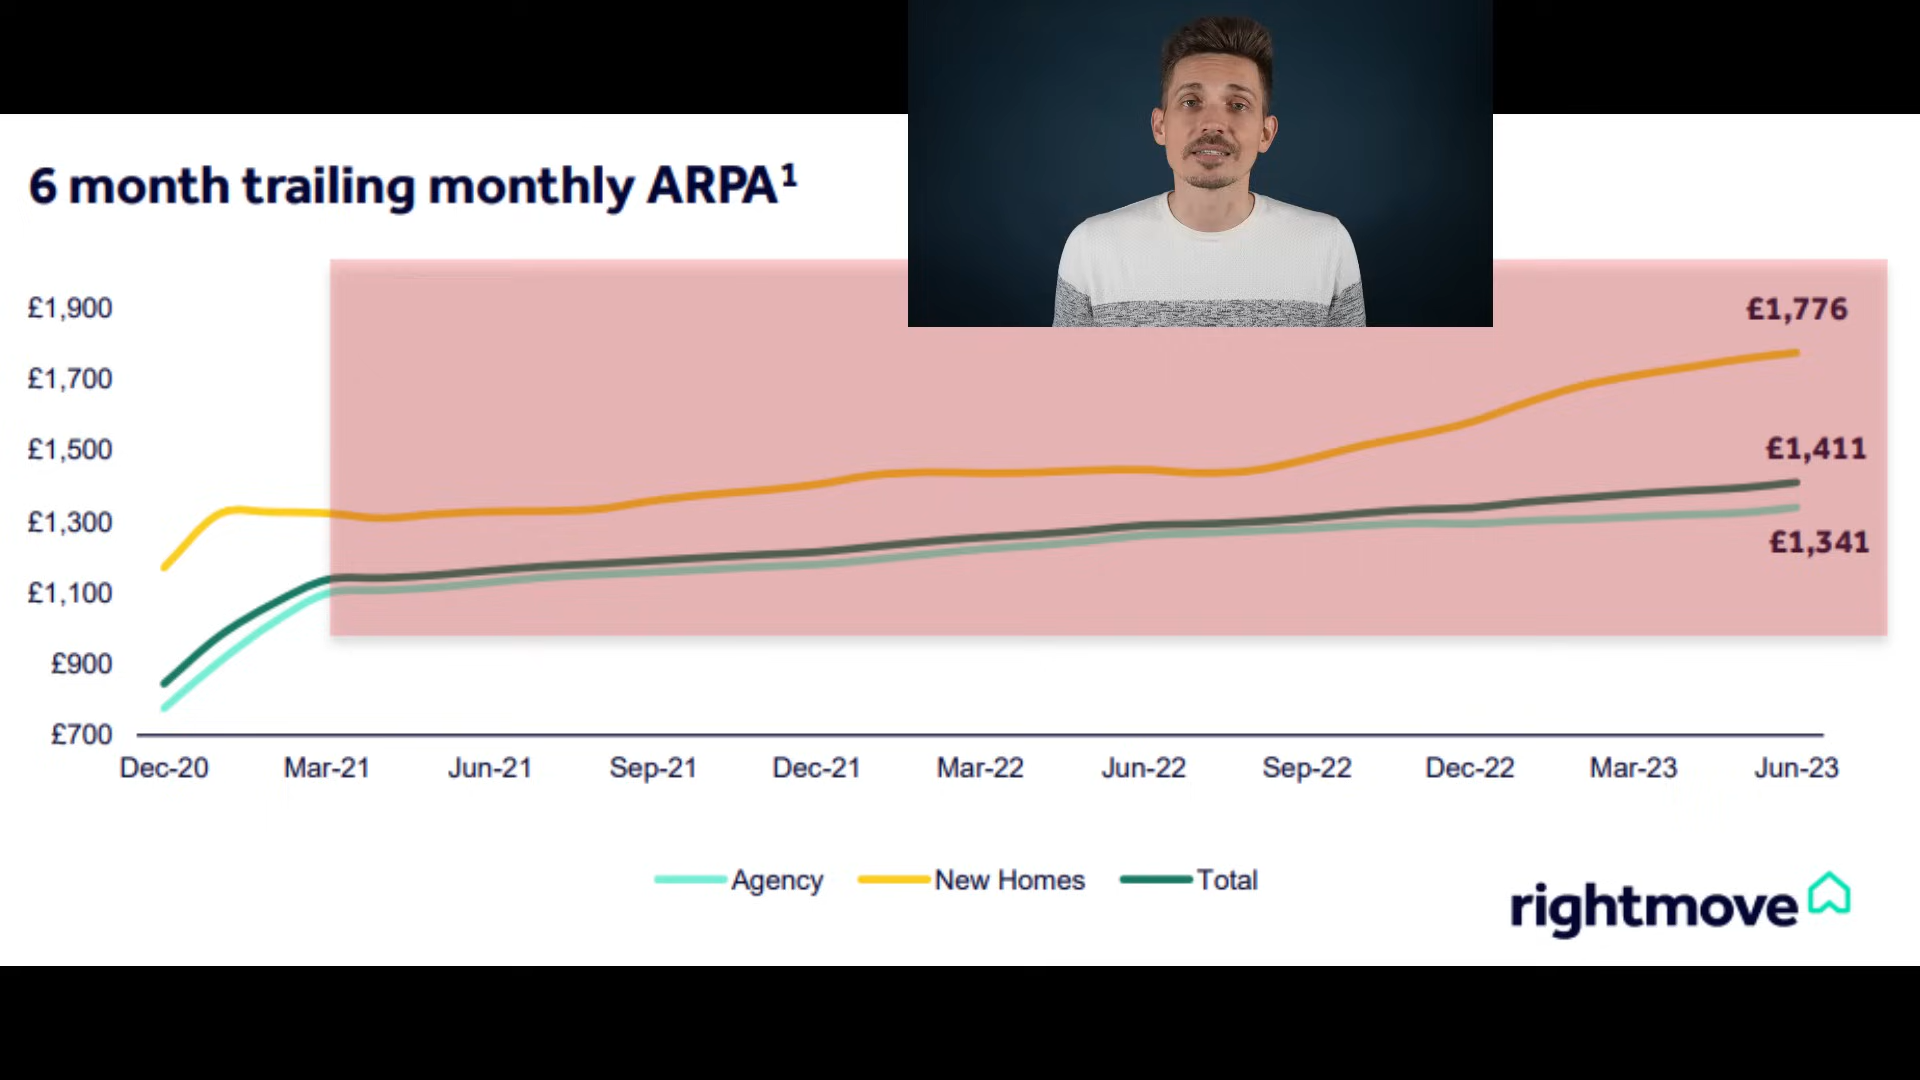 6 month trailing monthly ARPA¹
£1,900
£1,700
£1,500
£1,300
£1,100
£900
£700
£1,776
£1,411
£1,341
Dec-20 Mar-21 Jun-21 Sep-21 Dec-21 Mar-22 Jun-22 Sep-22 Dec-22 Mar-23 Jun-23
Agency New Homes Total
rightmove